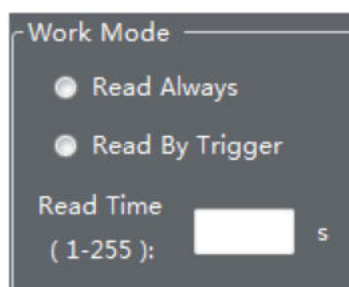 Work Mode
Read Always
Read By Trigger
Read Time
( 1-255 ):
s